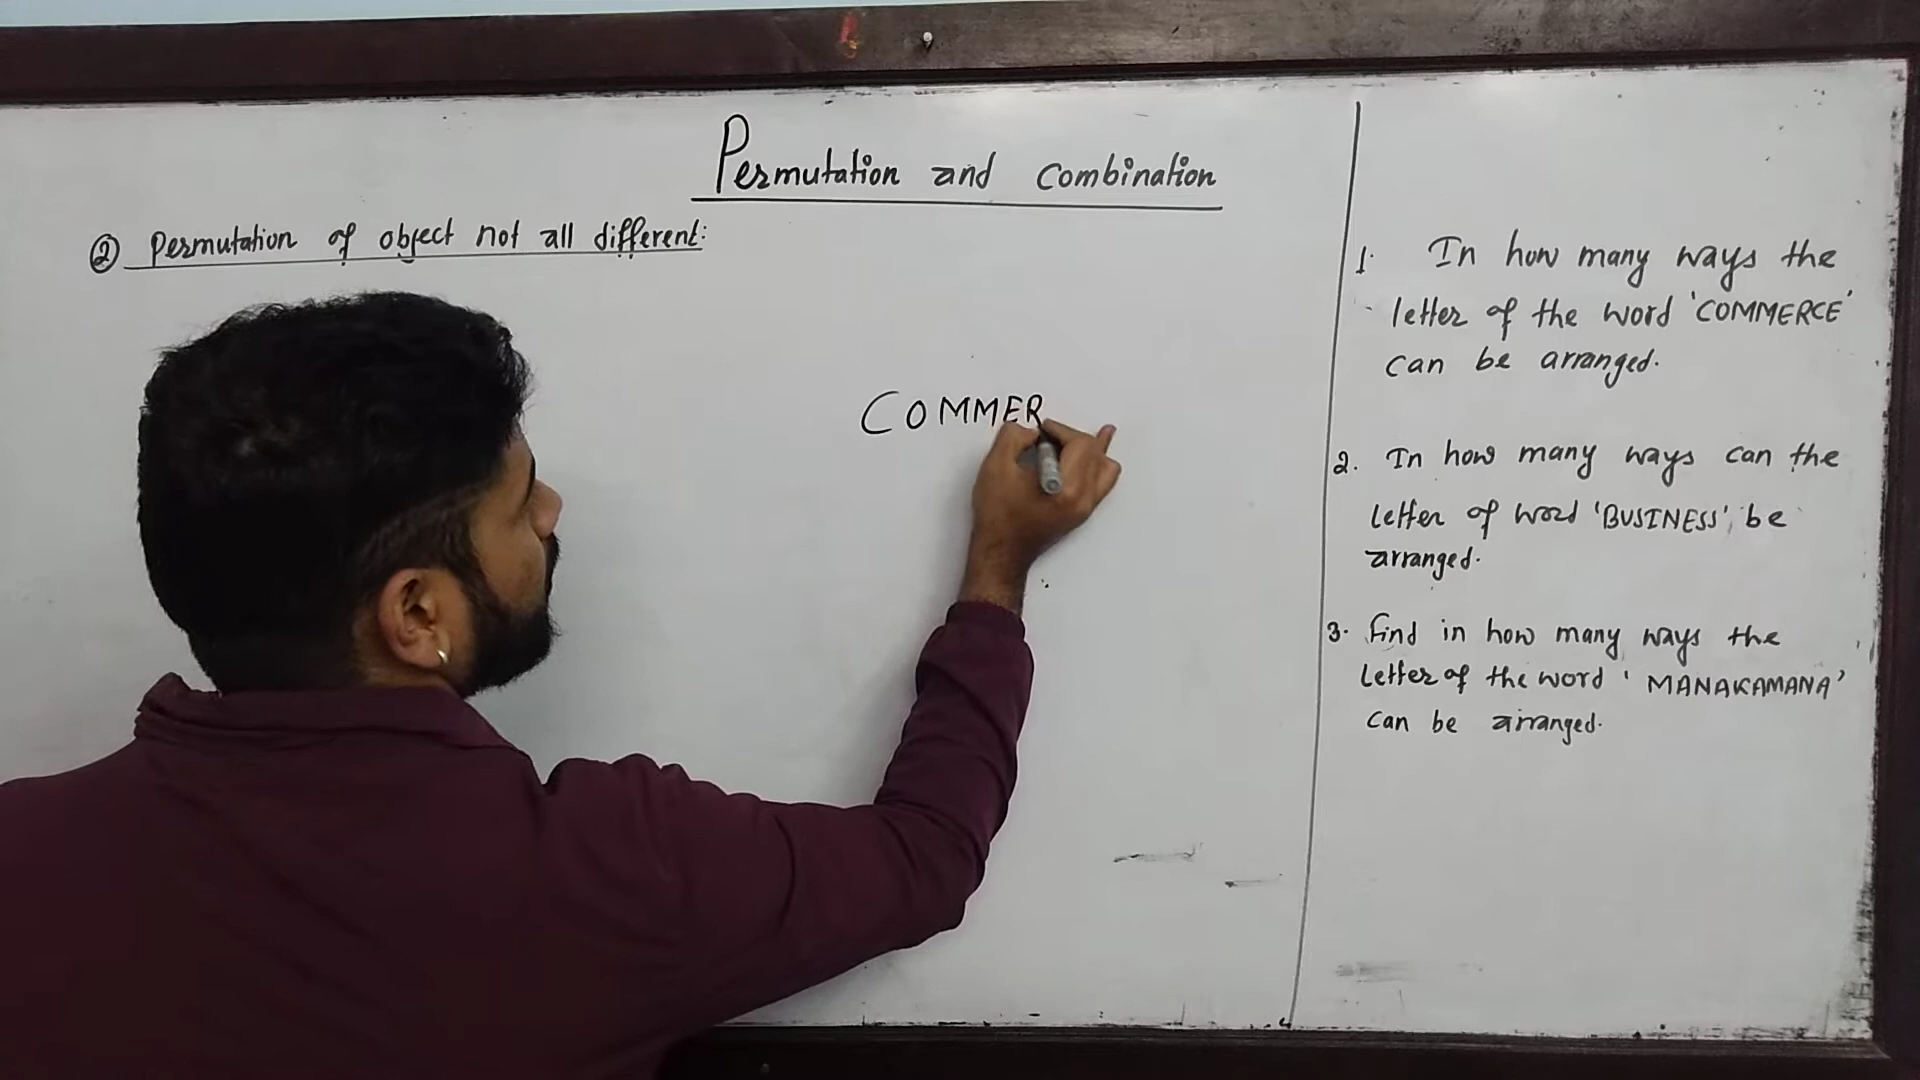 Permutation and Combination
② Permutation of object not all different:
COMMER
1. In how many ways the
letter of the word 'COMMERCE'
can be arranged.
2. In how many ways can the
letter of word 'BUSINESS', be
arranged.
3. Find in how many ways the
letter of the word 'MANAKAMANA'
can be arranged.